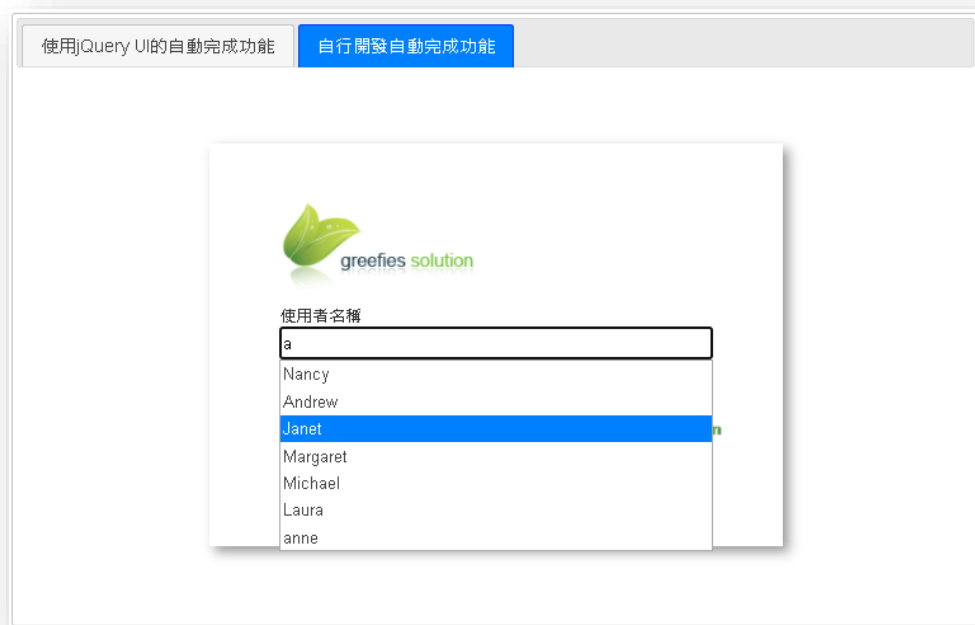 使用jQuery UI的自動完成功能
自行開發自動完成功能
greefies solution
使用者名稱
a
Nancy
Andrew
Janet
Margaret
Michael
Laura
anne